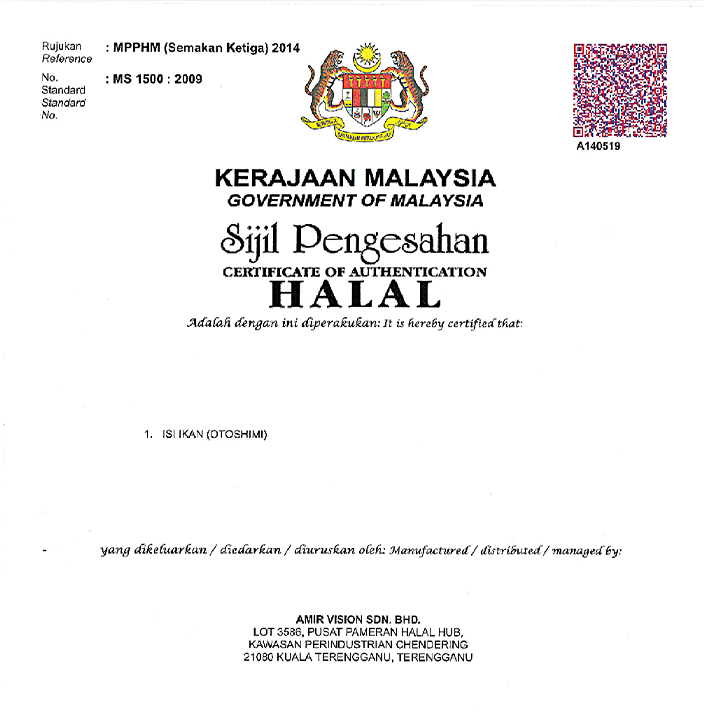 Rujukan : MPPHM (Semakan Ketiga) 2014
Reference
No. : MS 1500 : 2009
Standard
Standard
No.
A140519
KERAJAAN MALAYSIA
GOVERNMENT OF MALAYSIA
Sijil Pengesahan
CERTIFICATE OF AUTHENTICATION
HALAL
Adalah dengan ini diperakukan: It is hereby certified that:
1. ISI IKAN (OTOSHIMI)
- yang dikeluarkan / diedarkan / diuruskan oleh: Manufactured / distributed / managed by:
AMIR VISION SDN. BHD.
LOT 3586, PUSAT PAMERAN HALAL HUB,
KAWASAN PERINDUSTRIAN CHENDERING
21080 KUALA TERENGGANU, TERENGGANU